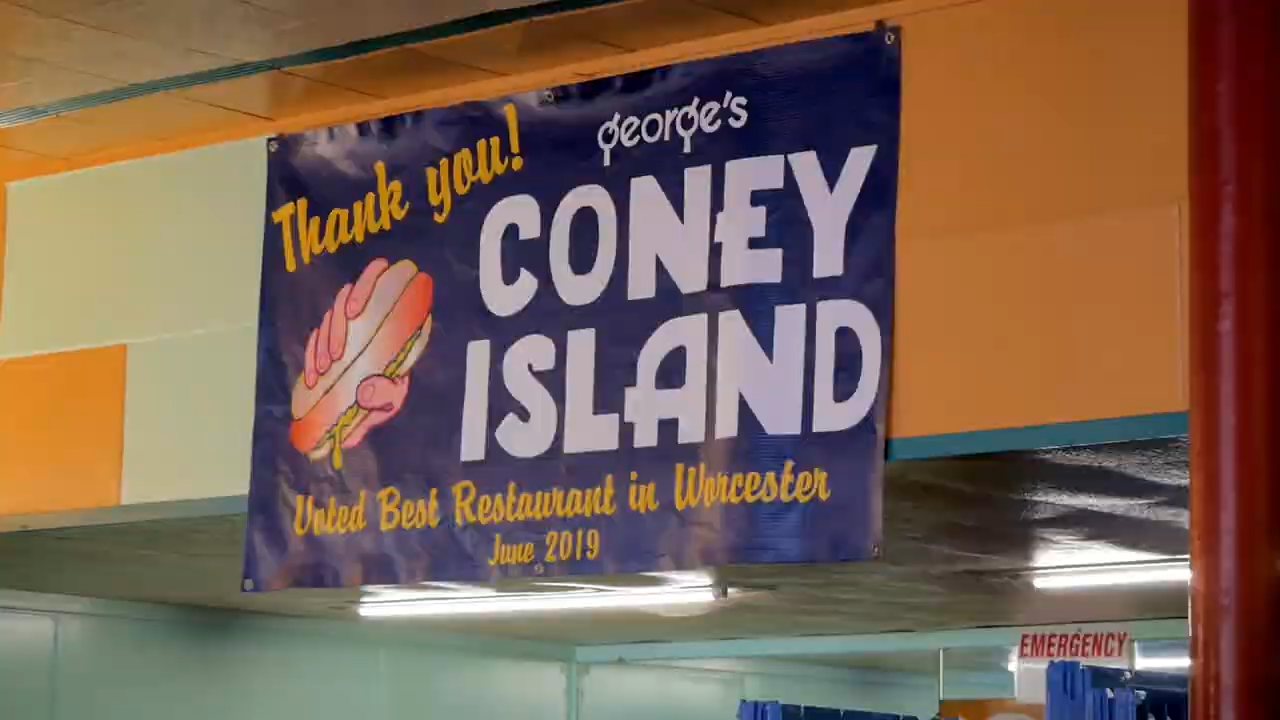 Thank you!
george's
CONEY
ISLAND
Voted Best Restaurant in Worcester
June 2019
EMERGENCY